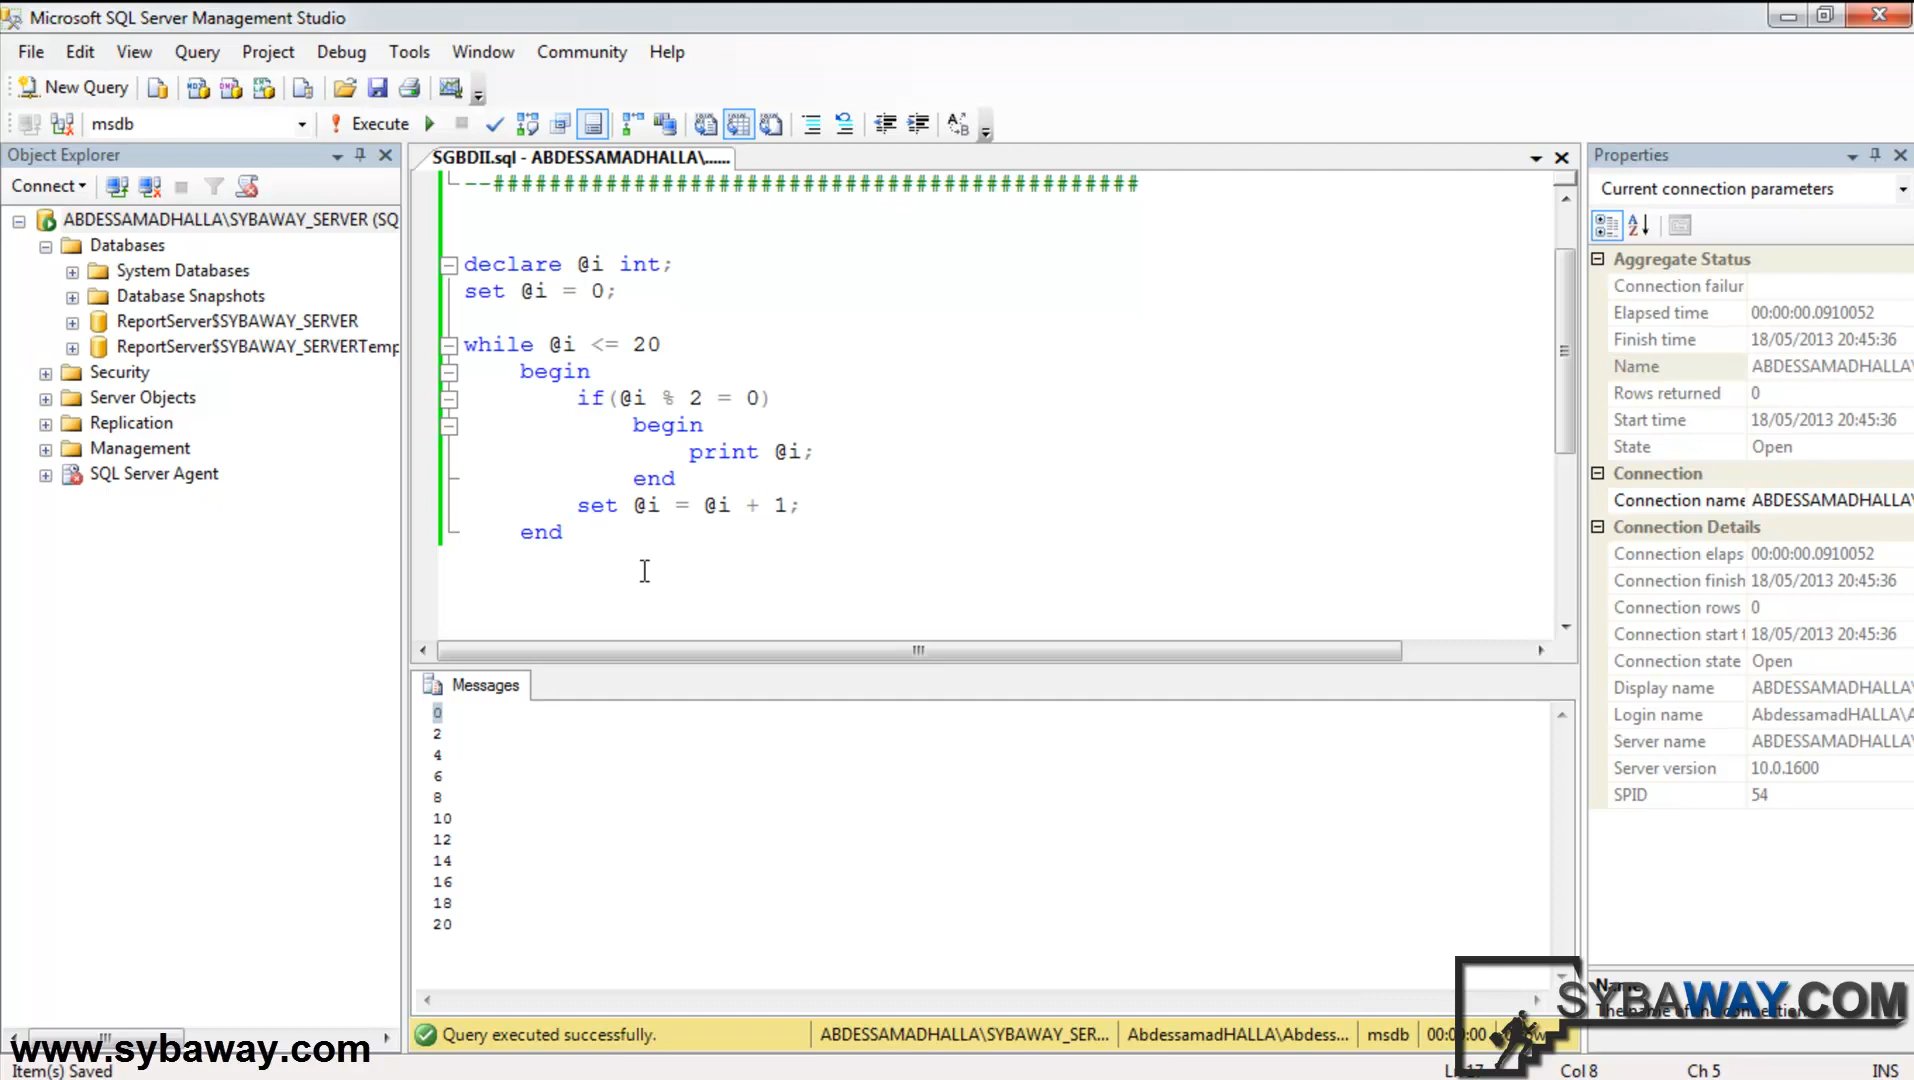 Microsoft SQL Server Management Studio
File Edit View Query Project Debug Tools Window Community Help
New Query
msdb Execute
Object Explorer
Connect
ABDESSAMADHALLA\SYBAWAY_SERVER (SQ
Databases
System Databases
Database Snapshots
ReportServer$SYBAWAY_SERVER
ReportServer$SYBAWAY_SERVERTemp
Security
Server Objects
Replication
Management
SQL Server Agent
SGBDII.sql - ABDESSAMADHALLA\......
--##############################################
declare @i int;
set @i = 0;
while @i <= 20
begin
if(@i % 2 = 0)
begin
print @i;
end
set @i = @i + 1;
end
Messages
0
2
4
6
8
10
12
14
16
18
20
Query executed successfully. ABDESSAMADHALLA\SYBAWAY_SER... AbdessamadHALLA\Abdess... msdb 00:00:00
Properties
Current connection parameters
Aggregate Status
Connection failur
Elapsed time 00:00:00.0910052
Finish time 18/05/2013 20:45:36
Name ABDESSAMADHALLA\
Rows returned 0
Start time 18/05/2013 20:45:36
State Open
Connection
Connection name ABDESSAMADHALLA\
Connection Details
Connection elaps 00:00:00.0910052
Connection finish 18/05/2013 20:45:36
Connection rows 0
Connection start t 18/05/2013 20:45:36
Connection state Open
Display name ABDESSAMADHALLA\
Login name AbdessamadHALLA\A
Server name ABDESSAMADHALLA\
Server version 10.0.1600
SPID 54
Name
The name of the connection.
SYBAWAY.COM
www.sybaway.com
Item(s) Saved Col 8 Ch 5 INS